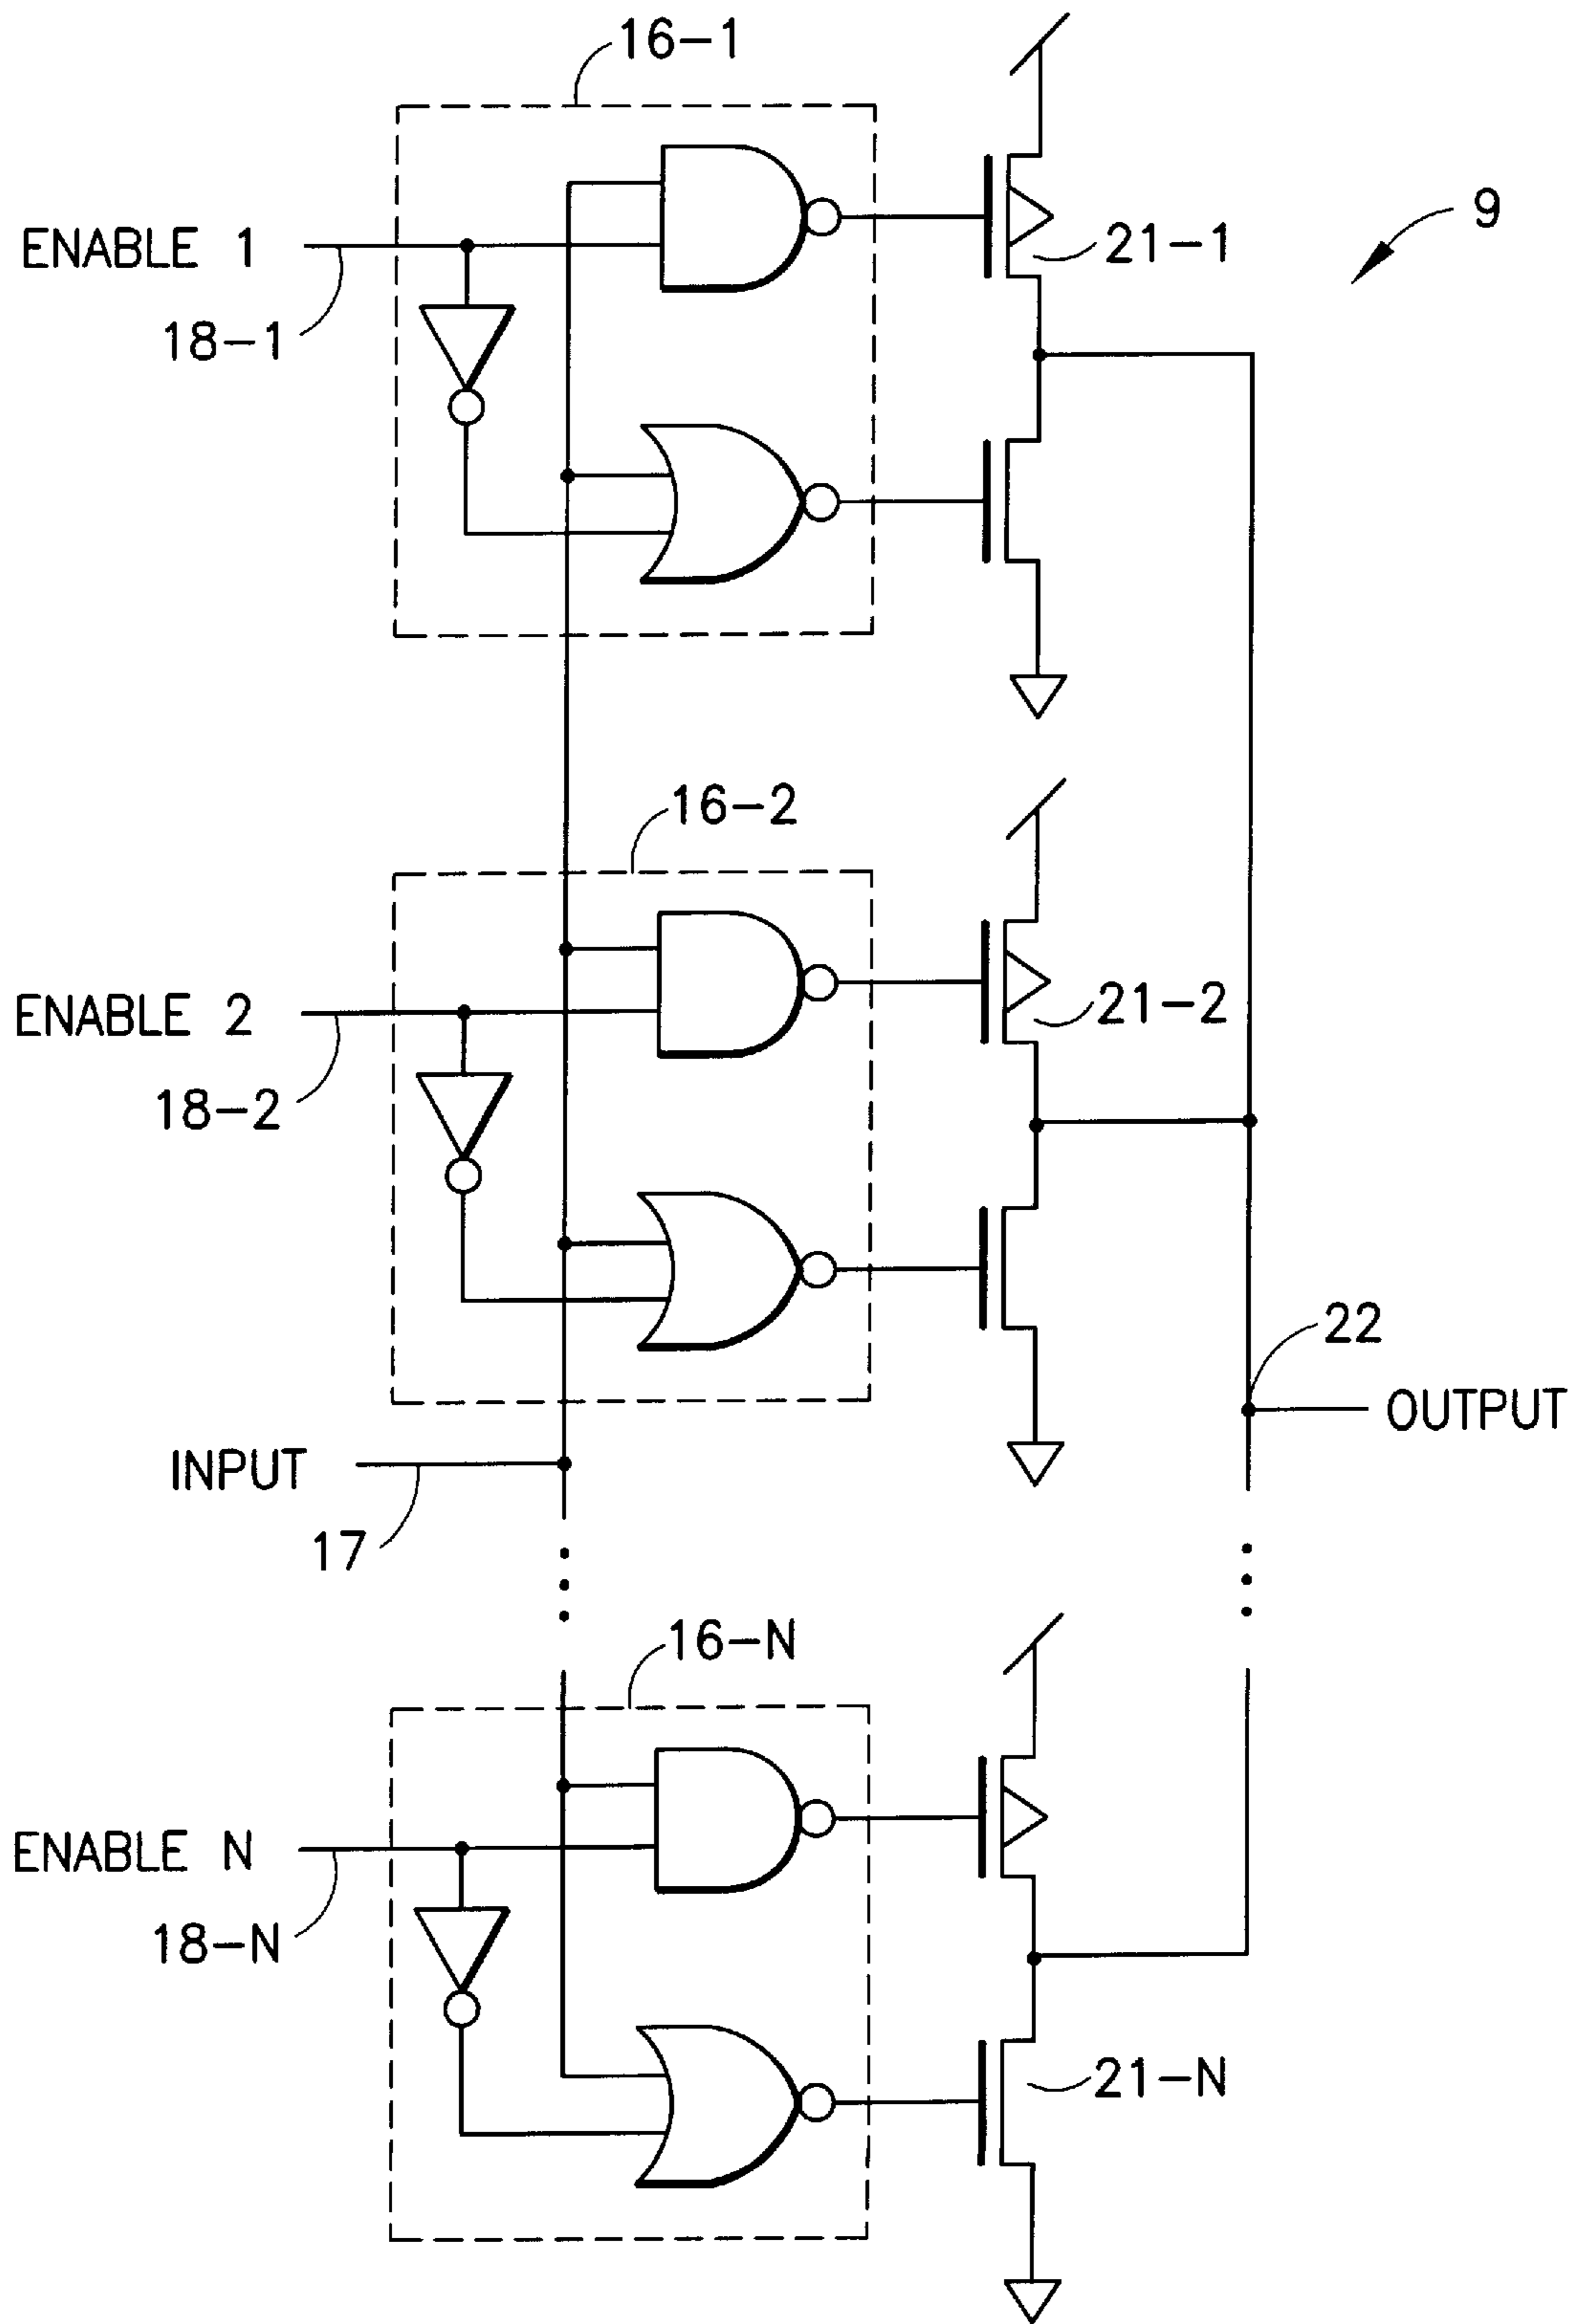 16-1
9
ENABLE 1
21-1
18-1
16-2
ENABLE 2
21-2
18-2
22
OUTPUT
INPUT
17
16-N
ENABLE N
18-N
21-N